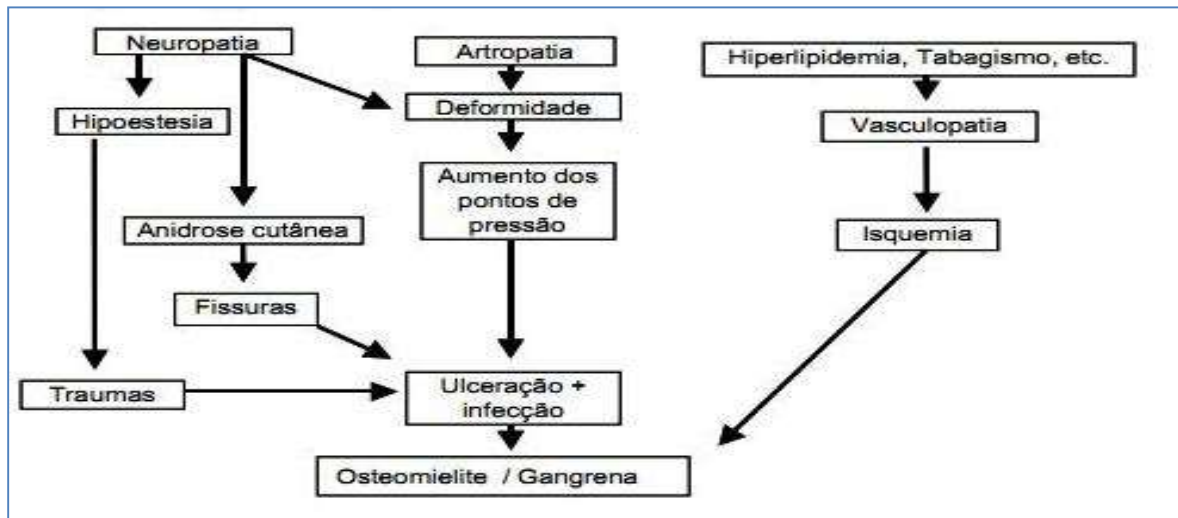 Neuropatia
Artropatia
Hiperlipidemia, Tabagismo, etc.
Hipoestesia
Deformidade
Vasculopatia
Aumento dos
pontos de
pressão
Anidrose cutânea
Isquemia
Fissuras
Traumas
Ulceração +
infecção
Osteomielite / Gangrena